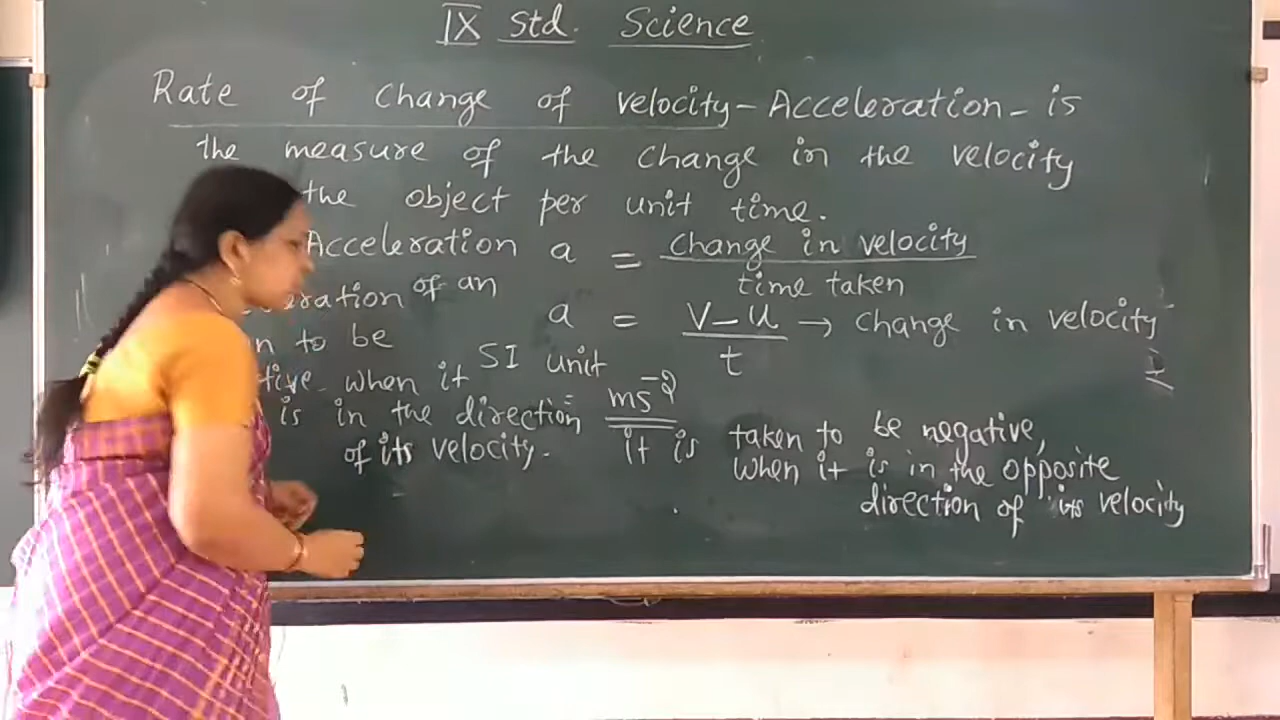 IX Std. Science
Rate of change of velocity - Acceleration - is
the measure of the change in the velocity
the object per unit time.
Acceleration a = change in velocity
time taken
of an
a = v - u → change in velocity
t
n to be
SI unit
when it
ms⁻²
is in the direction
of its velocity.
it is taken to be negative,
when it is in the opposite
direction of its velocity